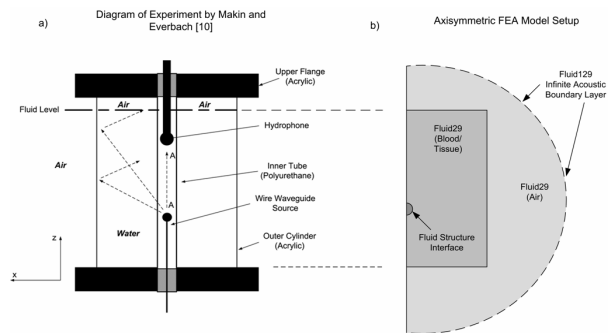 Diagram of Experiment by Makin and
Everbach [10]
a)
Air
Air
Fluid Level
Upper Flange
(Acrylic)
Hydrophone
A
Air
Inner Tube
(Polyurethane)
A
Wire Waveguide
Source
Water
Outer Cylinder
(Acrylic)
z
x
b)
Axisymmetric FEA Model Setup
Fluid129
Infinite Acoustic
Boundary Layer
Fluid29
(Blood/
Tissue)
Fluid29
(Air)
Fluid Structure
Interface